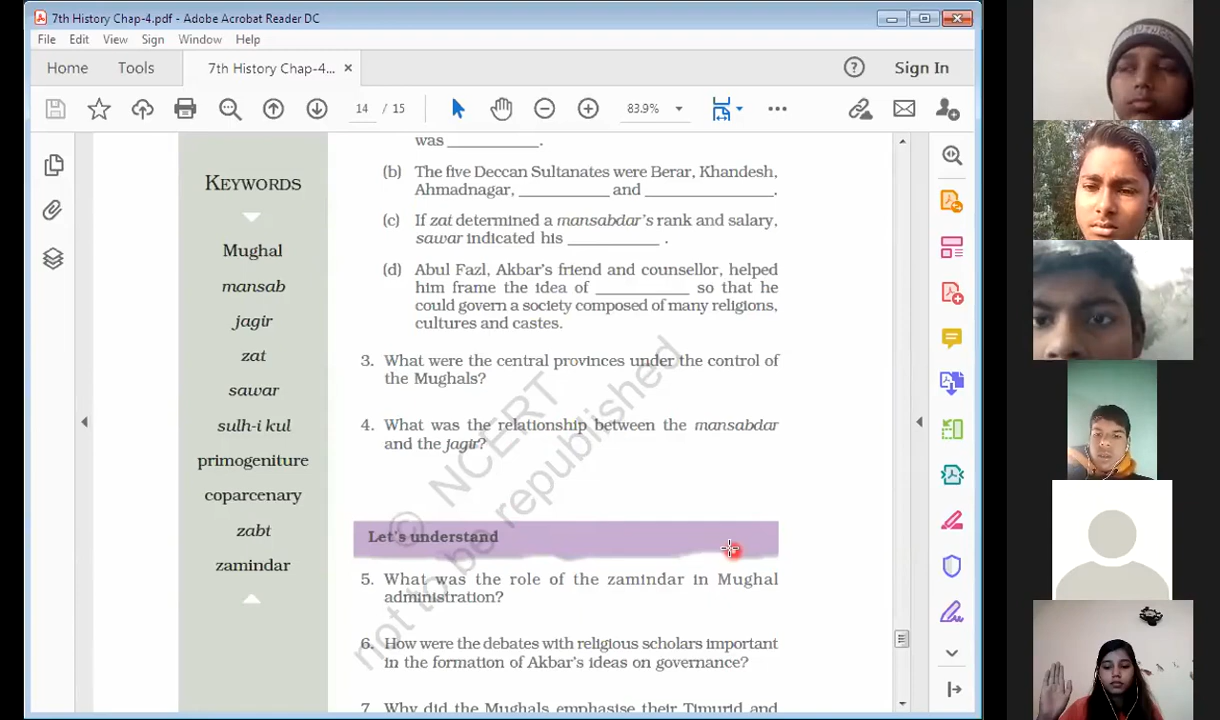 7th History Chap-4.pdf - Adobe Acrobat Reader DC
File Edit View Sign Window Help
Home Tools 7th History Chap-4... × Sign In
14 / 15 83.9%
KEYWORDS
Mughal
mansab
jagir
zat
sawar
sulh-i kul
primogeniture
coparcenary
zabt
zamindar
was ____________.
(b) The five Deccan Sultanates were Berar, Khandesh,
Ahmadnagar, ____________ and _________________.
(c) If zat determined a mansabdar's rank and salary,
sawar indicated his ____________ .
(d) Abul Fazl, Akbar's friend and counsellor, helped
him frame the idea of ____________ so that he
could govern a society composed of many religions,
cultures and castes.
3. What were the central provinces under the control of
the Mughals?
4. What was the relationship between the mansabdar
and the jagir?
Let's understand
5. What was the role of the zamindar in Mughal
administration?
6. How were the debates with religious scholars important
in the formation of Akbar's ideas on governance?
7. Why did the Mughals emphasise their Timurid and
© NCERT
not to be republished